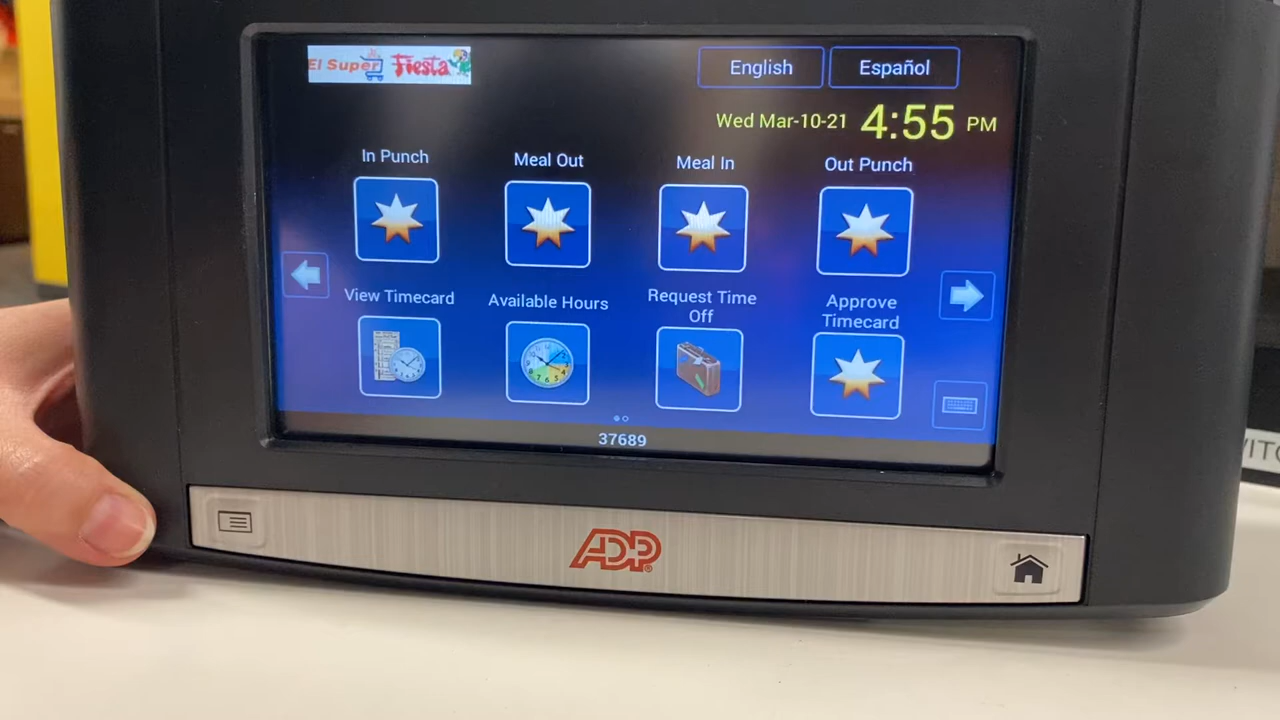 El Super Fiesta
English Español
Wed Mar-10-21 4:55 PM
In Punch Meal Out Meal In Out Punch
View Timecard Available Hours Request Time Off Approve Timecard
37689
ADP